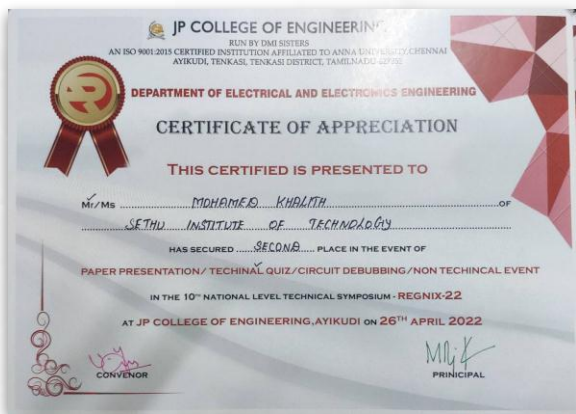 JP COLLEGE OF ENGINEERING
RUN BY DMI SISTERS
AN ISO 9001:2015 CERTIFIED INSTITUTION AFFILIATED TO ANNA UNIVERSITY, CHENNAI
AYIKUDI, TENKASI, TENKASI DISTRICT, TAMILNADU
DEPARTMENT OF ELECTRICAL AND ELECTRONICS ENGINEERING
CERTIFICATE OF APPRECIATION
THIS CERTIFIED IS PRESENTED TO
Mr/Ms MOHAMED KHALITH OF
SETHU INSTITUTE OF TECHNOLOGY
HAS SECURED SECOND PLACE IN THE EVENT OF
PAPER PRESENTATION/ TECHINAL QUIZ/CIRCUIT DEBUBBING/NON TECHINCAL EVENT
IN THE 10TH NATIONAL LEVEL TECHNICAL SYMPOSIUM - REGNIX-22
AT JP COLLEGE OF ENGINEERING,AYIKUDI ON 26TH APRIL 2022
CONVENOR
PRINICIPAL